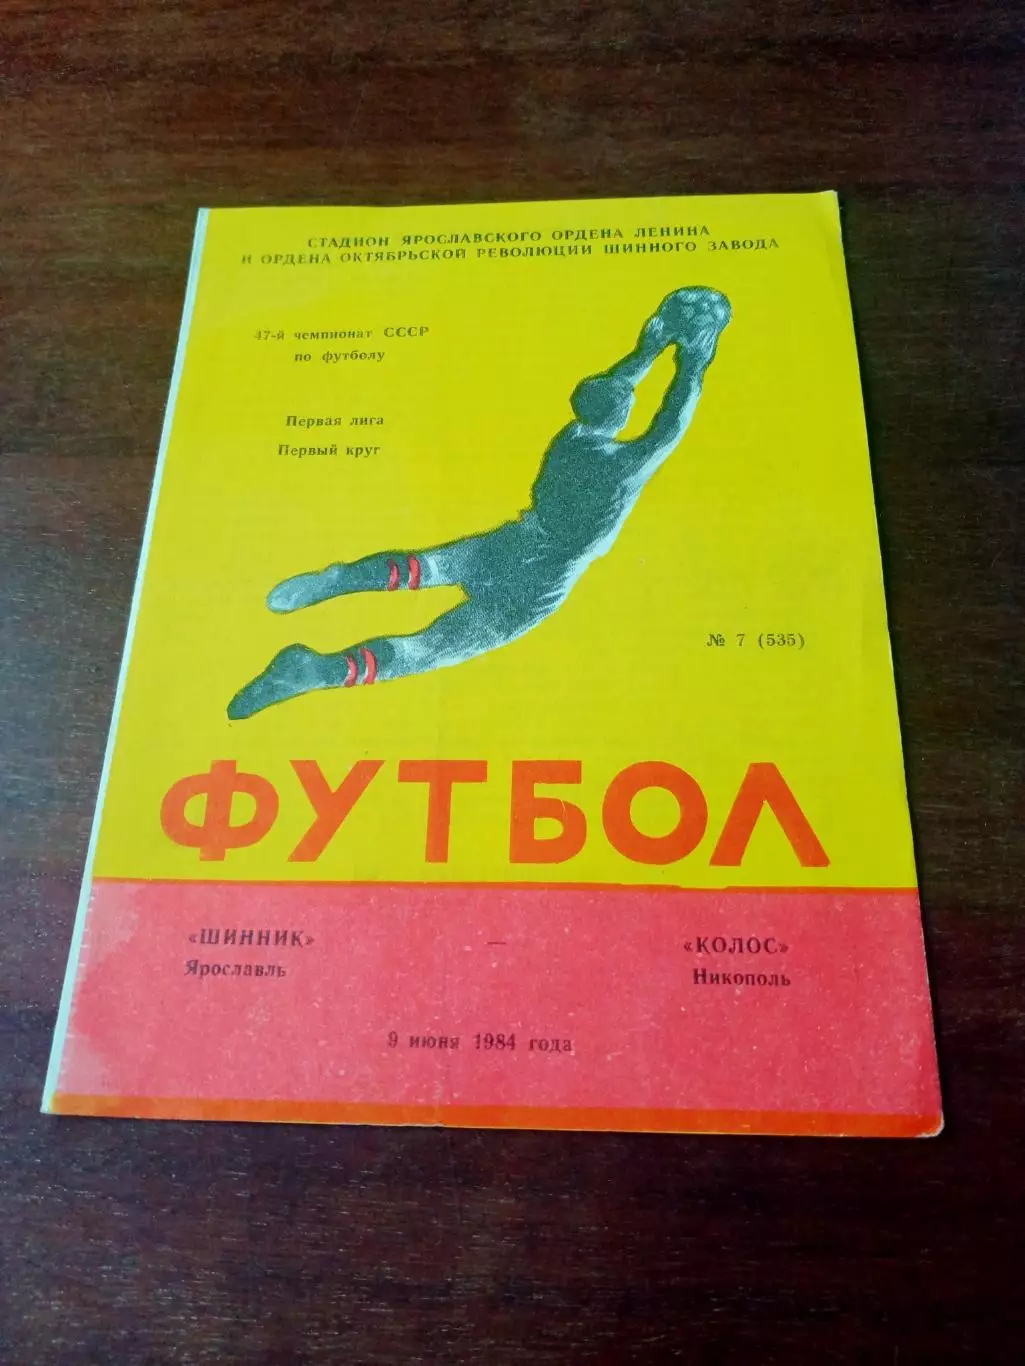 СТАДИОН ЯРОСЛАВСКОГО ОРДЕНА ЛЕНИНА
И ОРДЕНА ОКТЯБРЬСКОЙ РЕВОЛЮЦИИ ШИННОГО ЗАВОДА
47-й чемпионат СССР
по футболу
Первая лига
Первый круг
№ 7 (535)
ФУТБОЛ
«ШИННИК» — «КОЛОС»
Ярославль Никополь
9 июня 1984 года